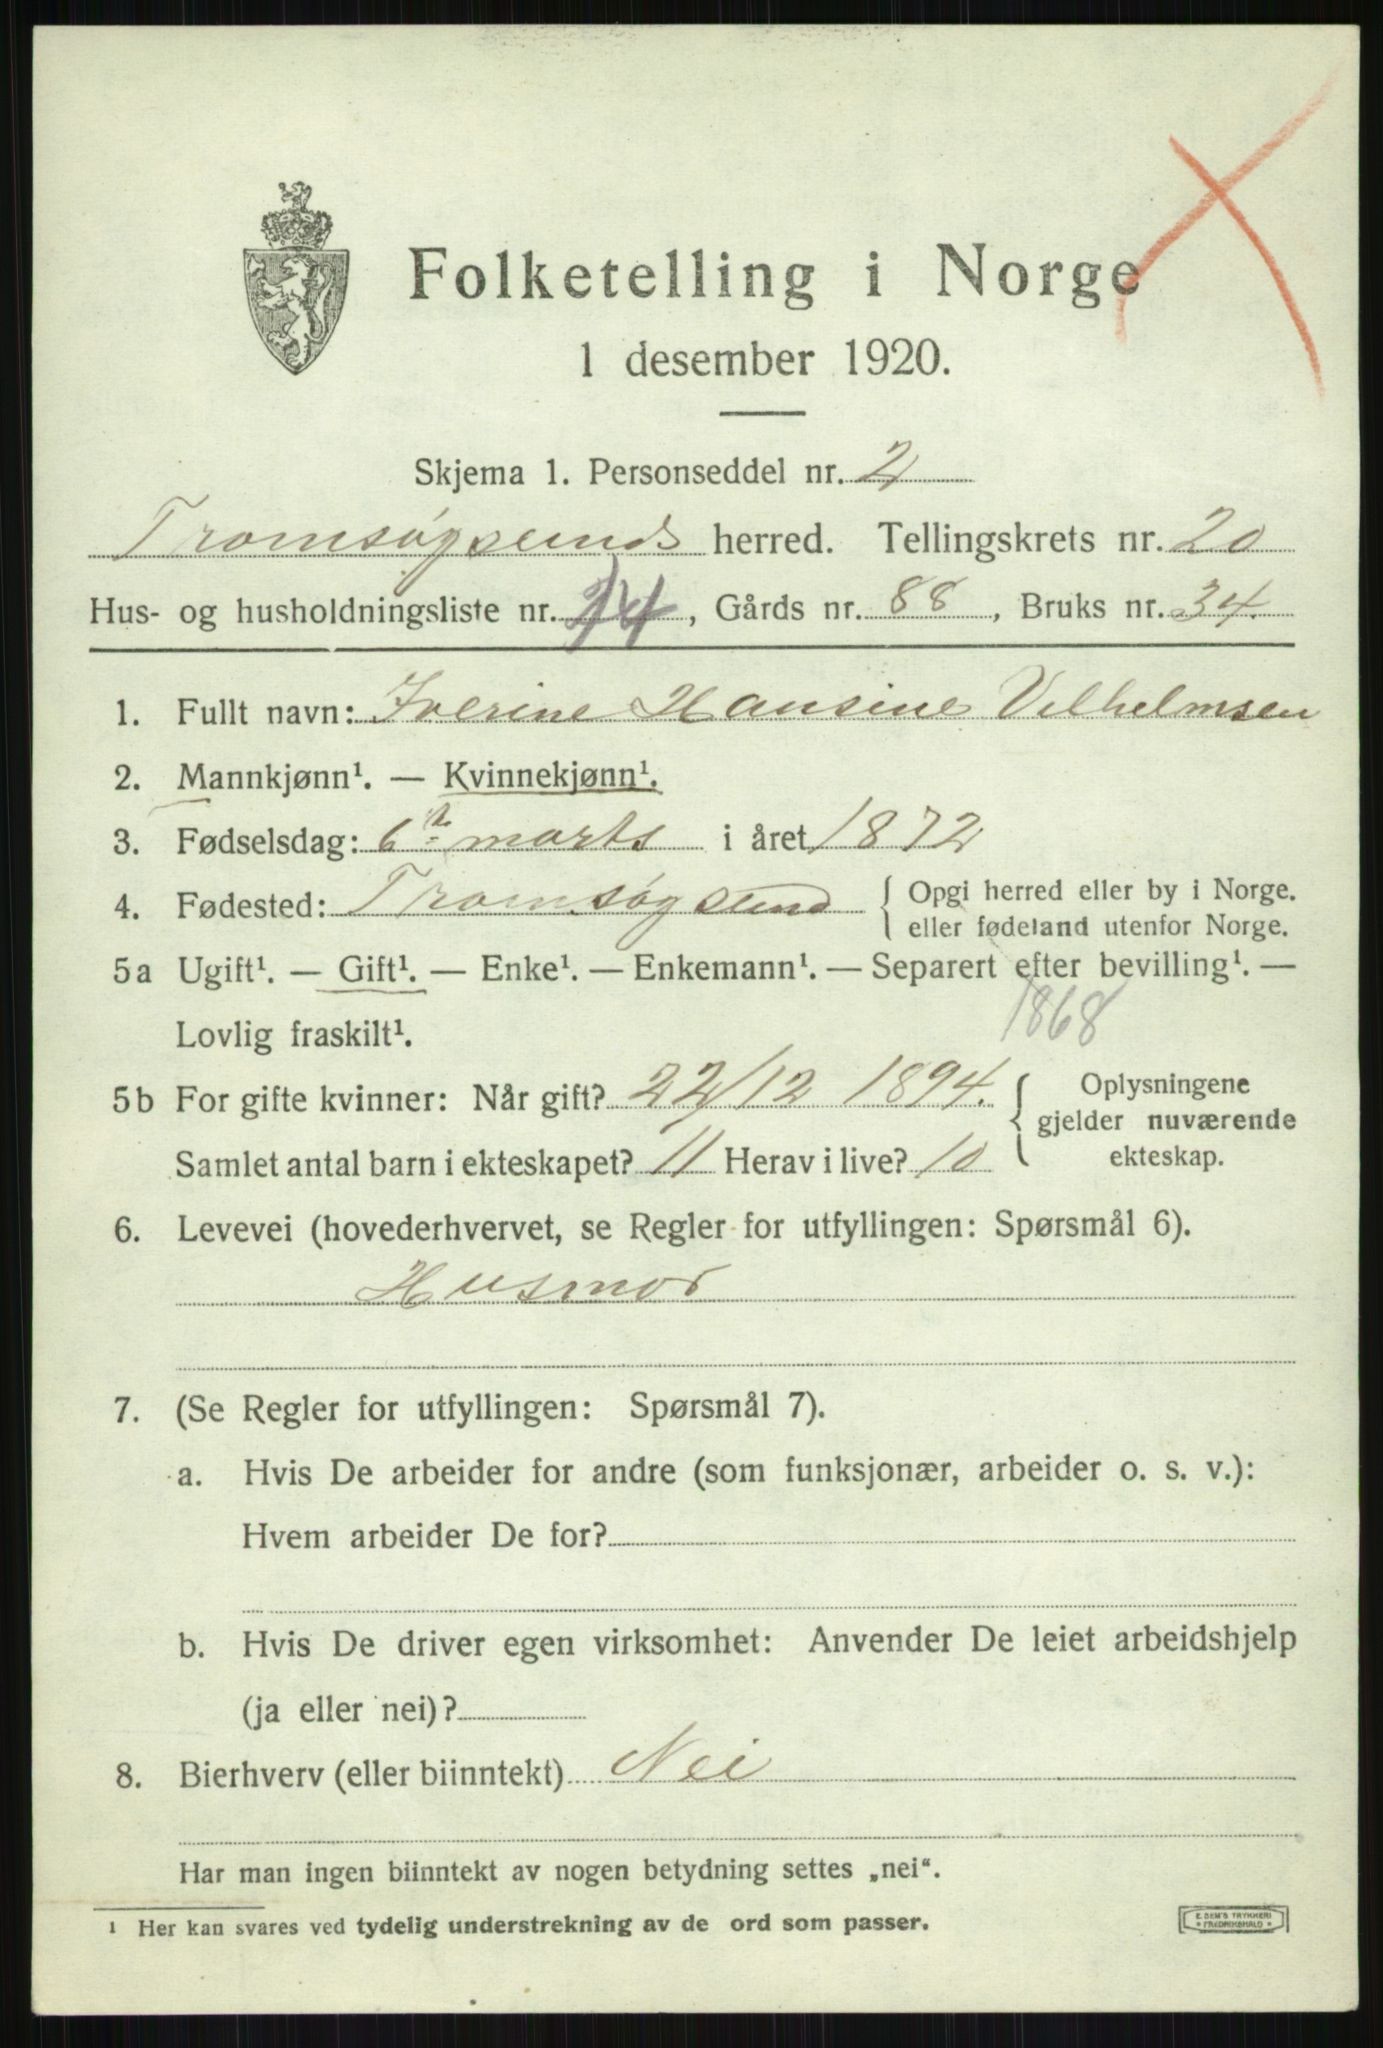 Folketelling i Norge
1 desember 1920.
Skjema 1. Personseddel nr. 2
Tromsøysunds herred. Tellingskrets nr. 20
Hus- og husholdningsliste nr. , Gårds nr. 88, Bruks nr. 34.
1. Fullt navn: Iverine Hansine Vilhelmsen
2. Mannkjønn¹. — Kvinnekjønn¹.
3. Fødselsdag: 6te marts i året 1872
4. Fødested: Tromsøysund { Opgi herred eller by i Norge.
eller fødeland utenfor Norge.
5a Ugift¹. — Gift¹. — Enke¹. — Enkemann¹. — Separert efter bevilling¹. —
Lovlig fraskilt¹. 1868
5b For gifte kvinner: Når gift? 22/12 1894. { Oplysningene
gjelder nuværende
Samlet antal barn i ekteskapet? 11 Herav i live? 10 ekteskap.
6. Levevei (hovederhvervet, se Regler for utfyllingen: Spørsmål 6).
Husmor
7. (Se Regler for utfyllingen: Spørsmål 7).
a. Hvis De arbeider for andre (som funksjonær, arbeider o. s. v.):
Hvem arbeider De for?
b. Hvis De driver egen virksomhet: Anvender De leiet arbeidshjelp
(ja eller nei)?
8. Bierhverv (eller biinntekt) Nei
Har man ingen biinntekt av nogen betydning settes „nei“.
¹ Her kan svares ved tydelig understrekning av de ord som passer.
E. SEM'S TRYKKERI
FREDRIKSHALD